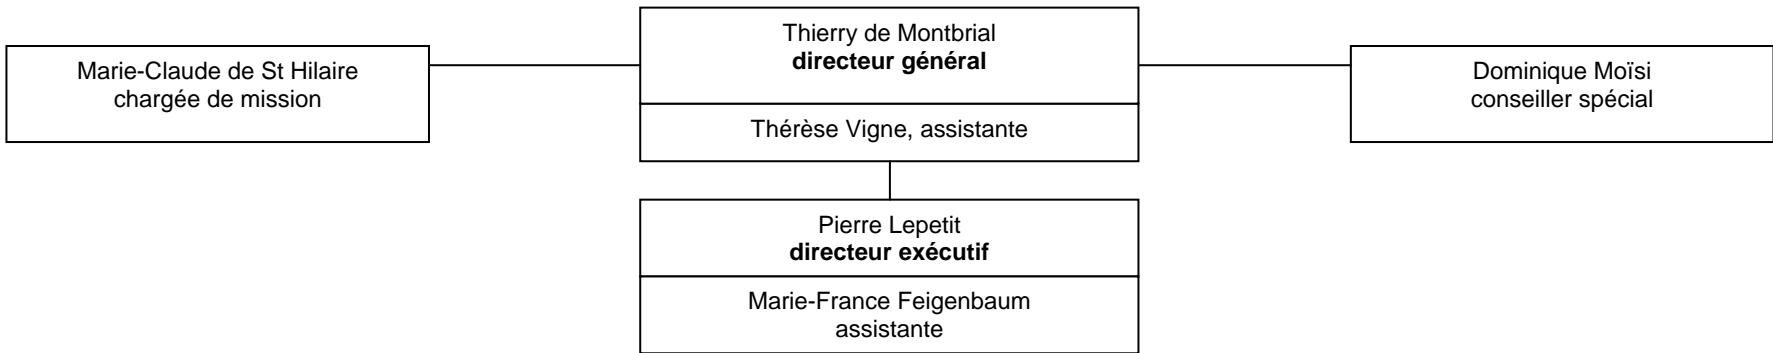 Marie-Claude de St Hilaire
chargée de mission
Thierry de Montbrial
directeur général
Thérèse Vigne, assistante
Dominique Moïsi
conseiller spécial
Pierre Lepetit
directeur exécutif
Marie-France Feigenbaum
assistante